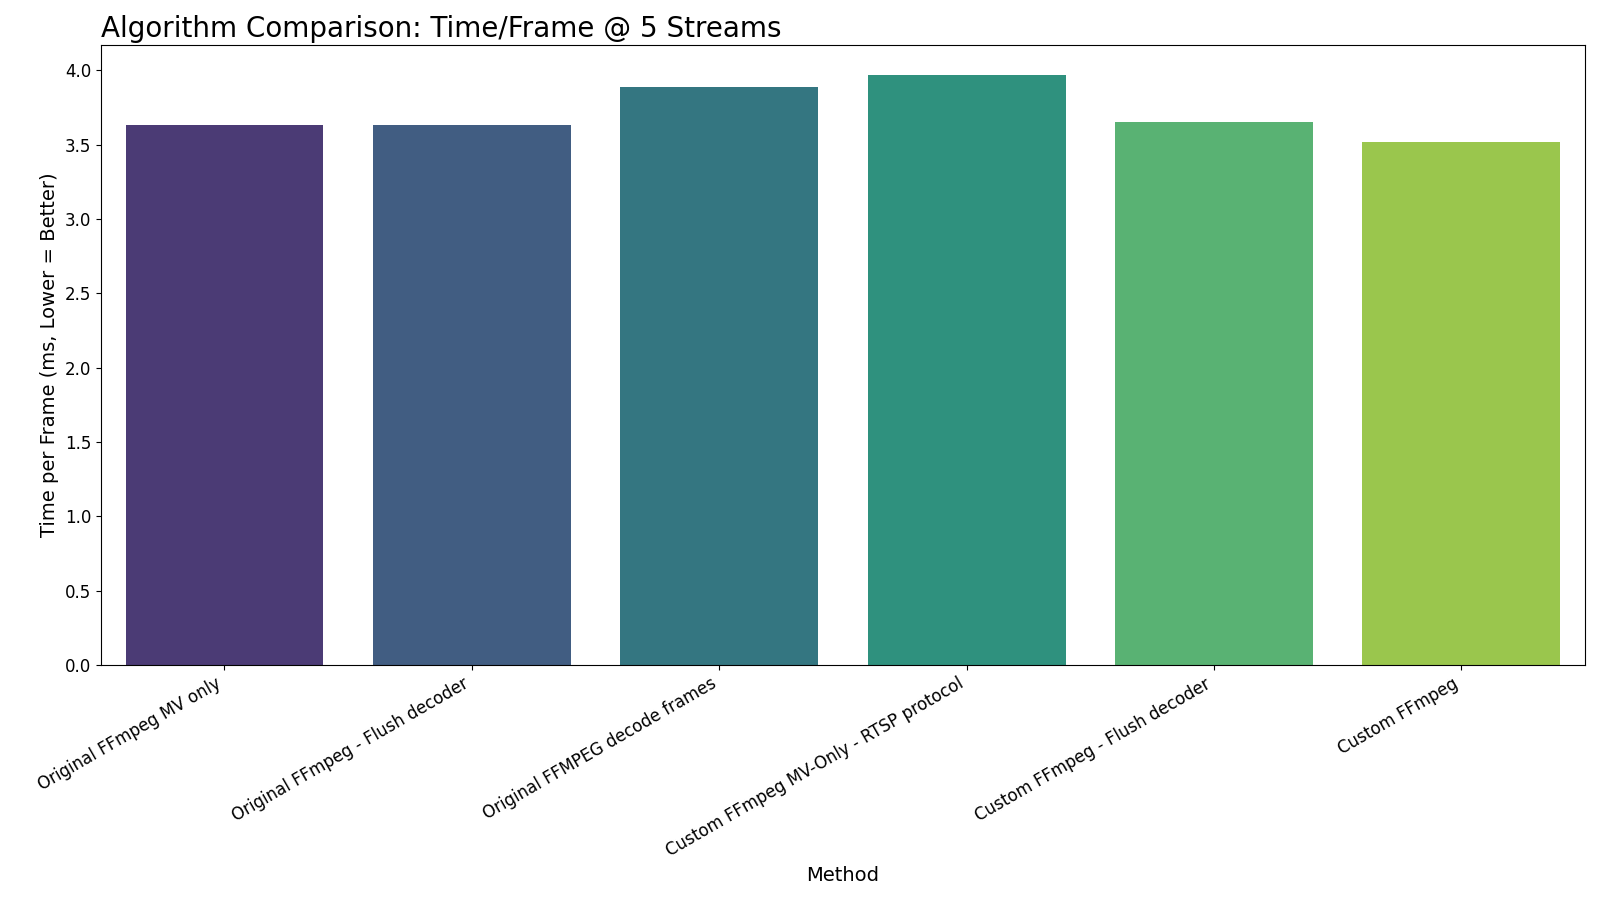 Algorithm Comparison: Time/Frame @ 5 Streams
Time per Frame (ms, Lower = Better)
4.0
3.5
3.0
2.5
2.0
1.5
1.0
0.5
0.0
Original FFmpeg MV only
Original FFmpeg - Flush decoder
Original FFMPEG decode frames
Custom FFmpeg MV-Only - RTSP protocol
Custom FFmpeg - Flush decoder
Custom FFmpeg
Method